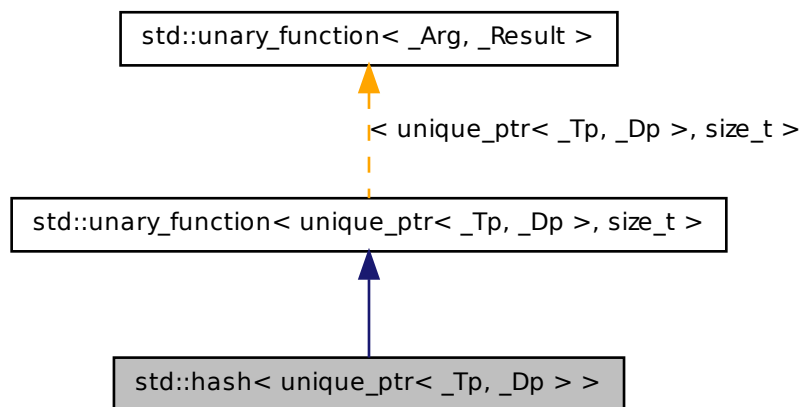 std::unary_function< _Arg, _Result >
< unique_ptr< _Tp, _Dp >, size_t >
std::unary_function< unique_ptr< _Tp, _Dp >, size_t >
std::hash< unique_ptr< _Tp, _Dp > >